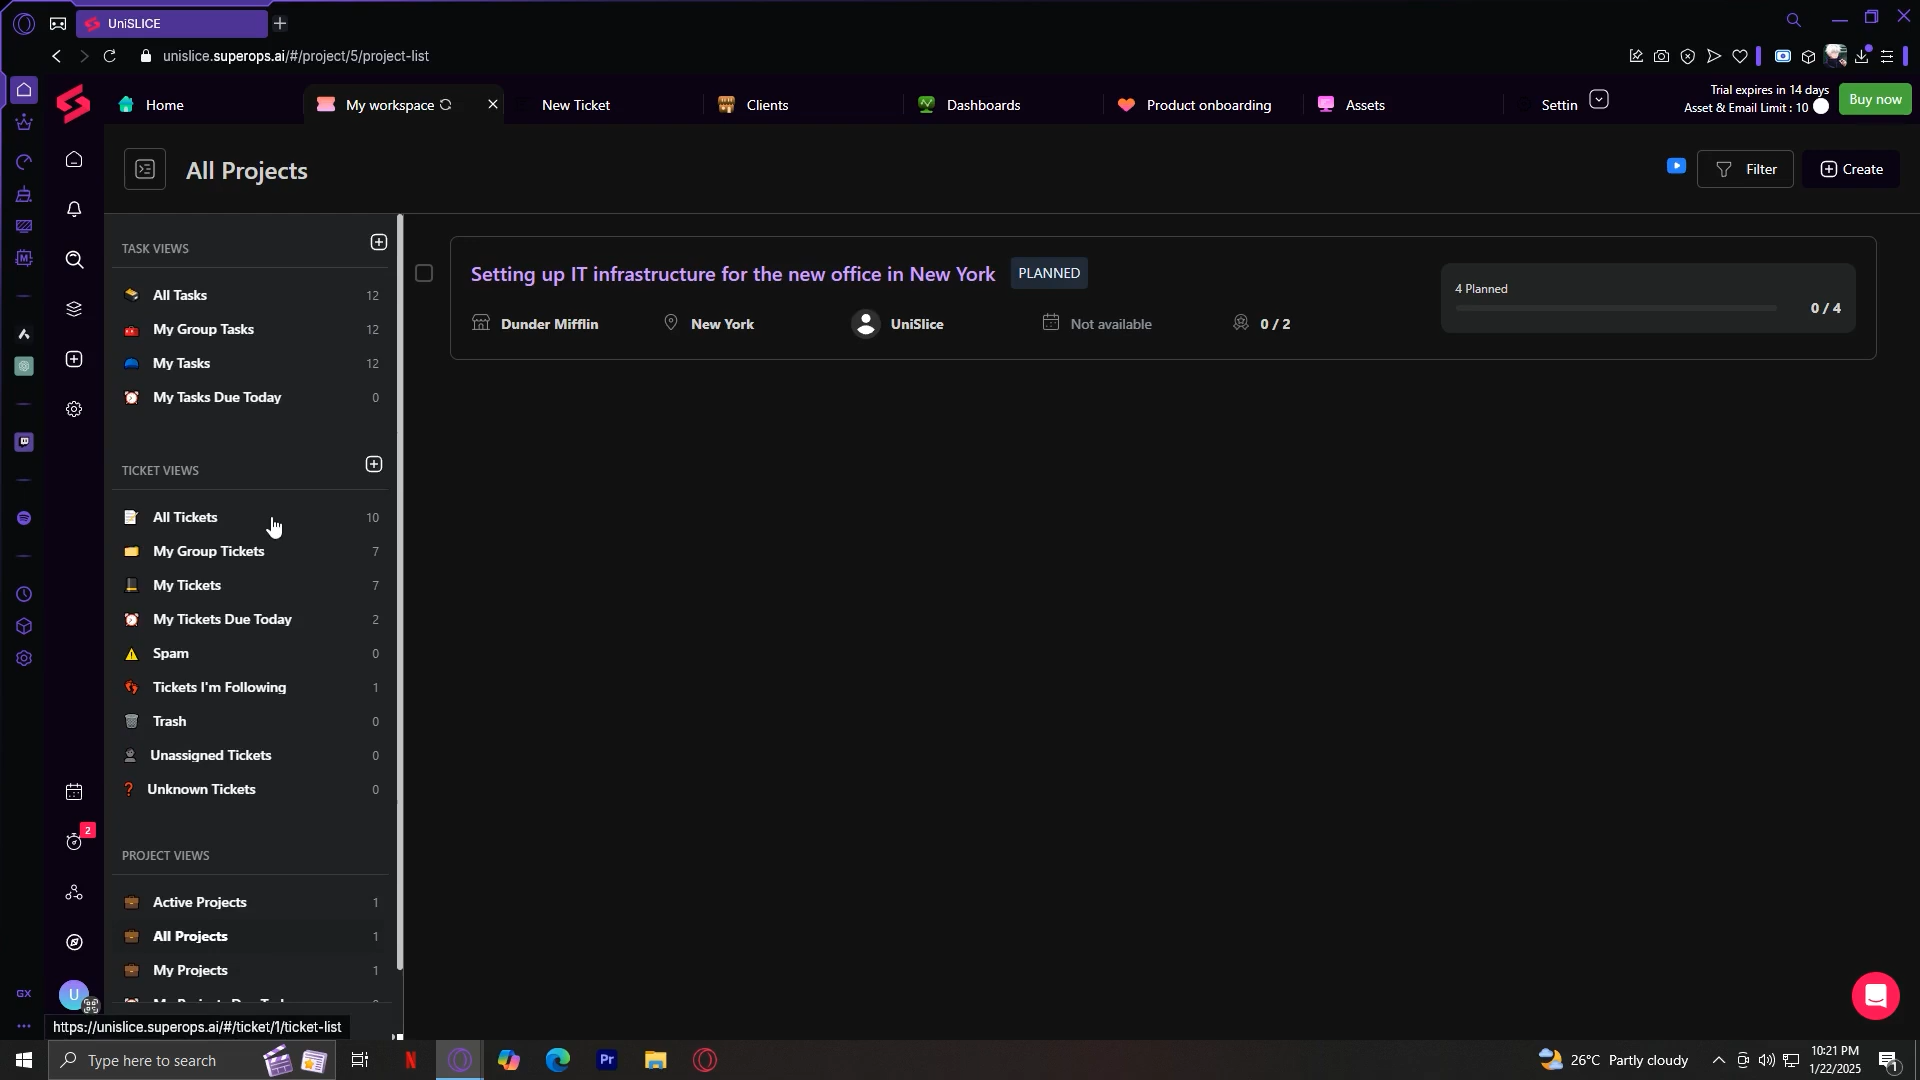 UniSLICE
unislice.superops.ai/#/project/5/project-list
Home
My workspace
New Ticket
Clients
Dashboards
Product onboarding
Assets
Settin
Trial expires in 14 days
Asset & Email Limit : 10
Buy now
All Projects
Filter
Create
TASK VIEWS
All Tasks 12
My Group Tasks 12
My Tasks 12
My Tasks Due Today 0
TICKET VIEWS
All Tickets 10
My Group Tickets 7
My Tickets 7
My Tickets Due Today 2
Spam 0
Tickets I'm Following 1
Trash 0
Unassigned Tickets 0
Unknown Tickets 0
PROJECT VIEWS
Active Projects 1
All Projects 1
My Projects 1
Setting up IT infrastructure for the new office in New York PLANNED
Dunder Mifflin New York UniSlice Not available 0 / 2
4 Planned
0 / 4
2
U
GX
https://unislice.superops.ai/#/ticket/1/ticket-list
Type here to search
N
Pr
26°C Partly cloudy
10:21 PM
1/22/2025
1